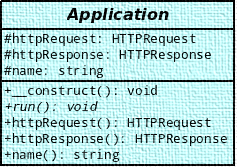 Application
#httpRequest: HTTPRequest
#httpResponse: HTTPResponse
#name: string
+__construct(): void
+run(): void
+httpRequest(): HTTPRequest
+httpResponse(): HTTPResponse
+name(): string